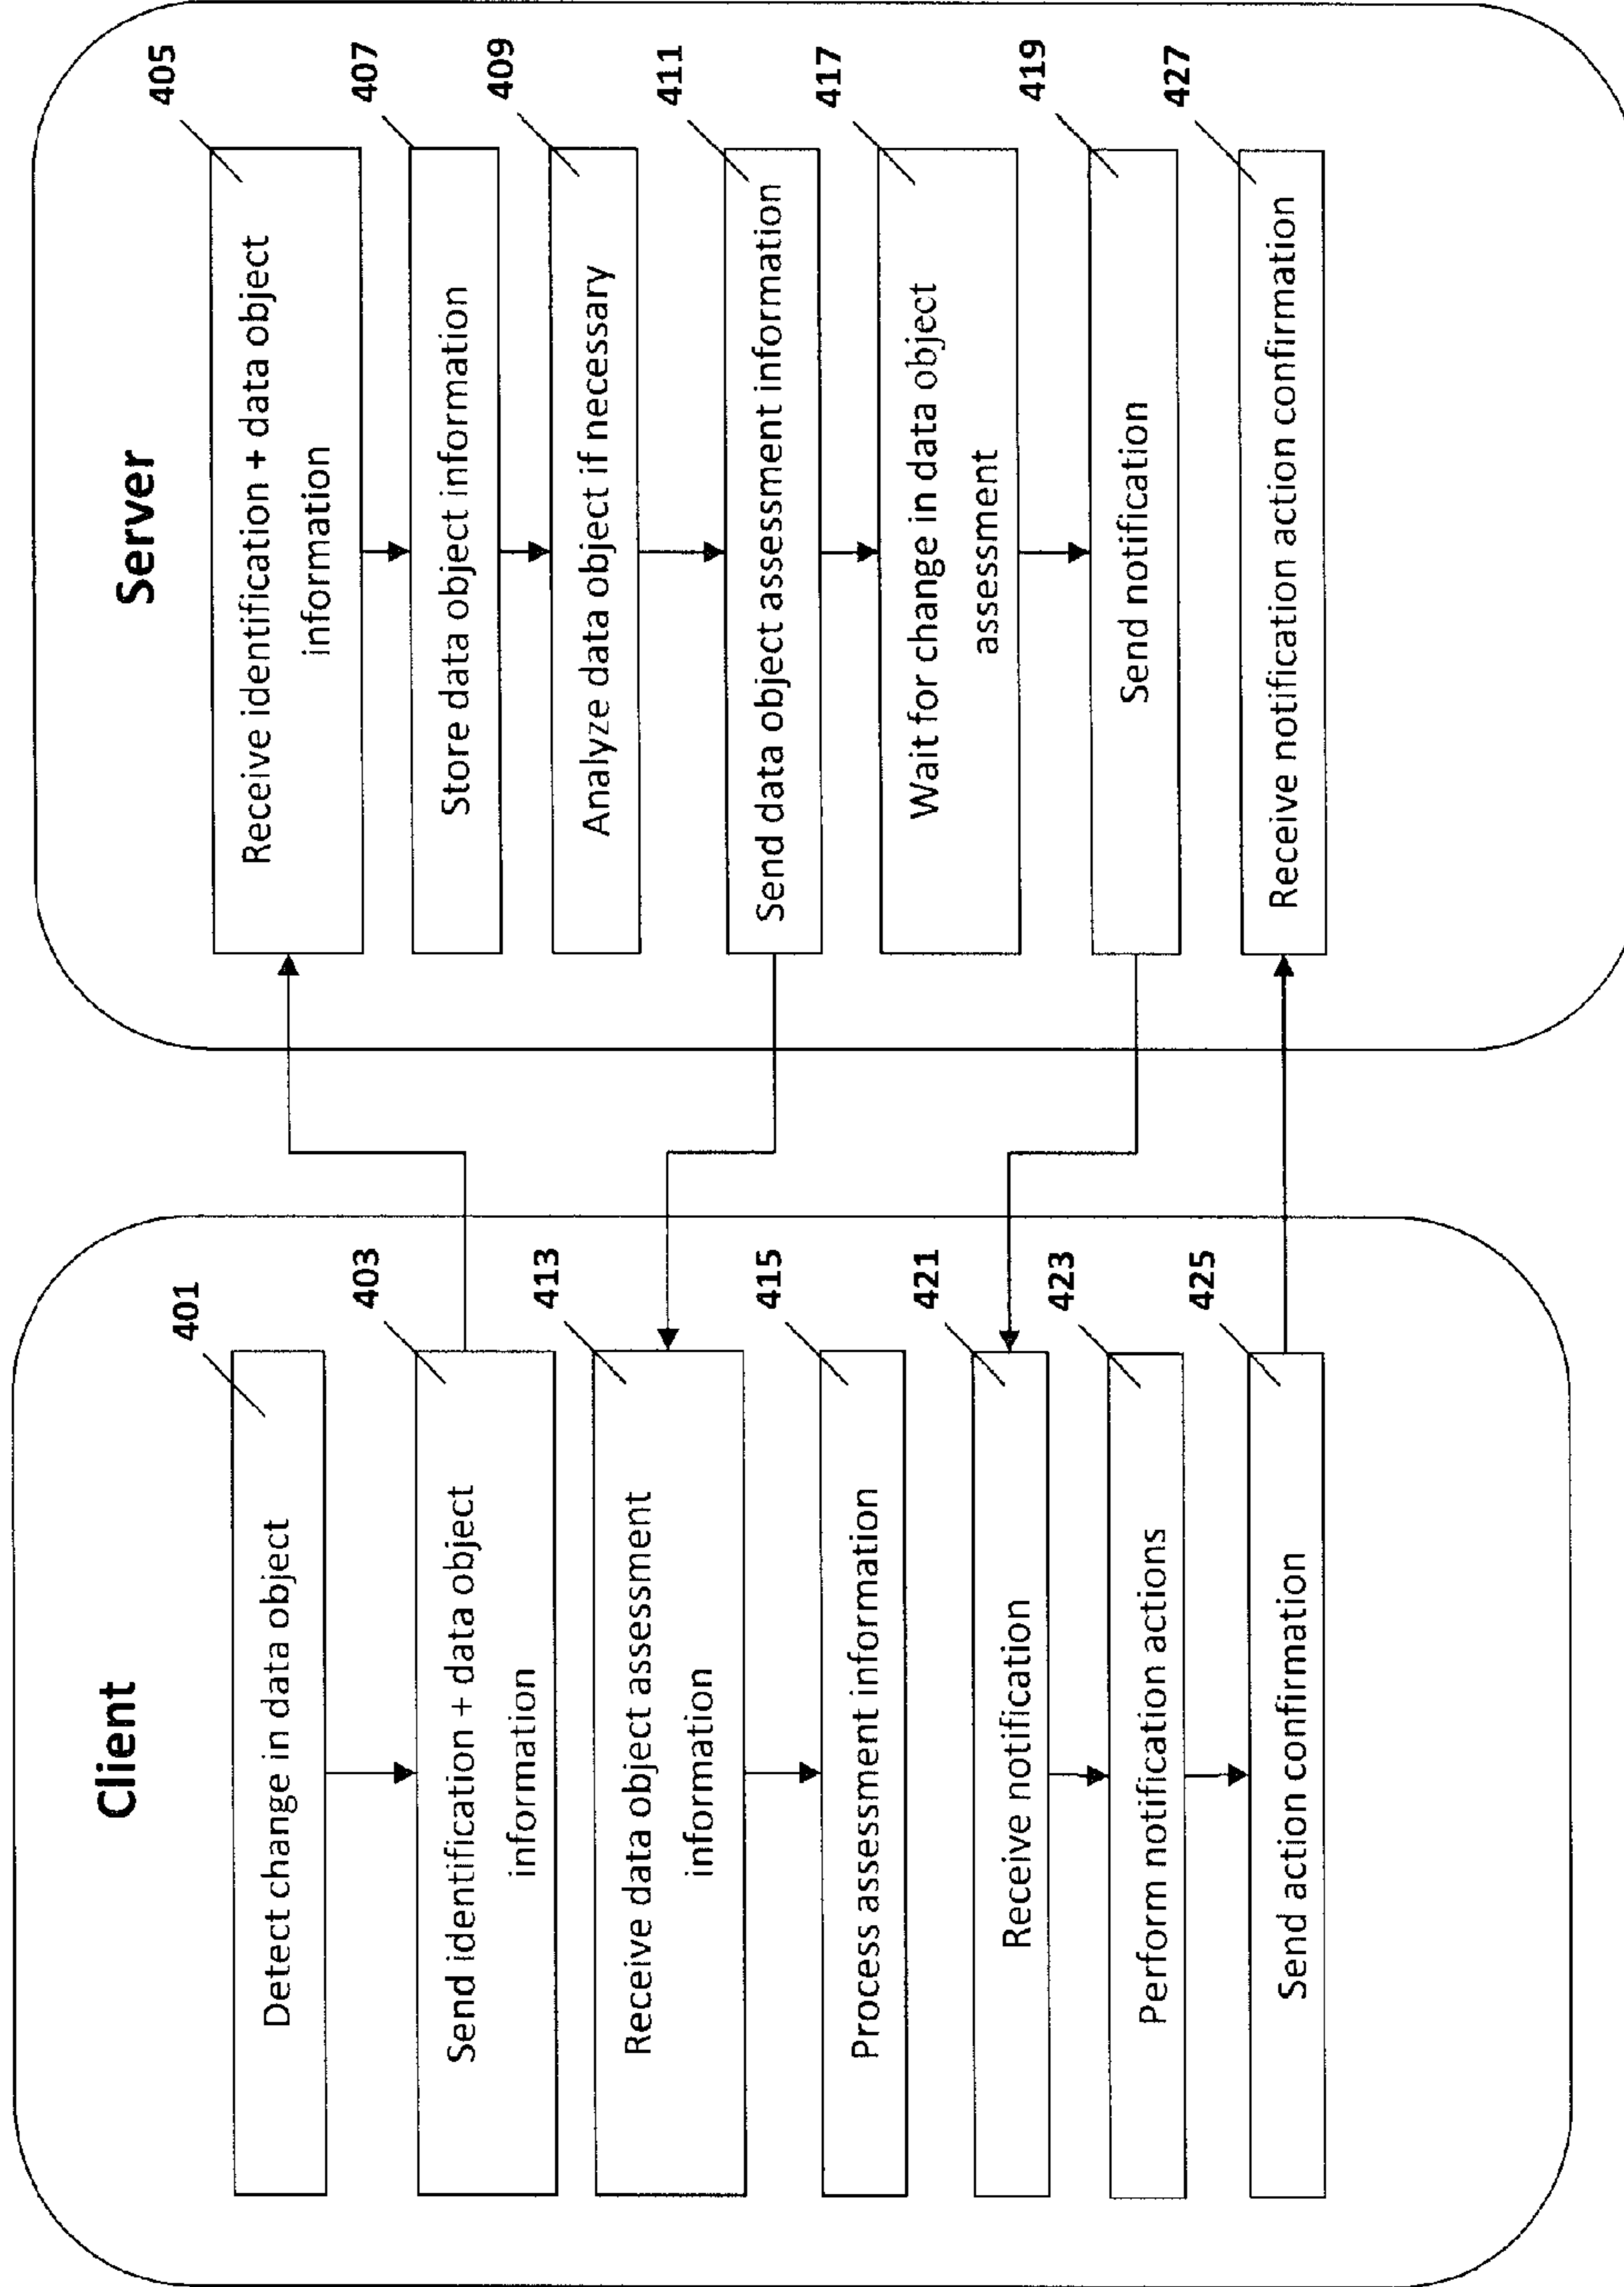 Client
401
Detect change in data object
403
Send identification + data object
information
413
Receive data object assessment
information
415
Process assessment information
421
Receive notification
423
Perform notification actions
425
Send action confirmation
Server
405
Receive identification + data object
information
407
Store data object information
409
Analyze data object if necessary
411
Send data object assessment information
417
Wait for change in data object
assessment
419
Send notification
427
Receive notification action confirmation